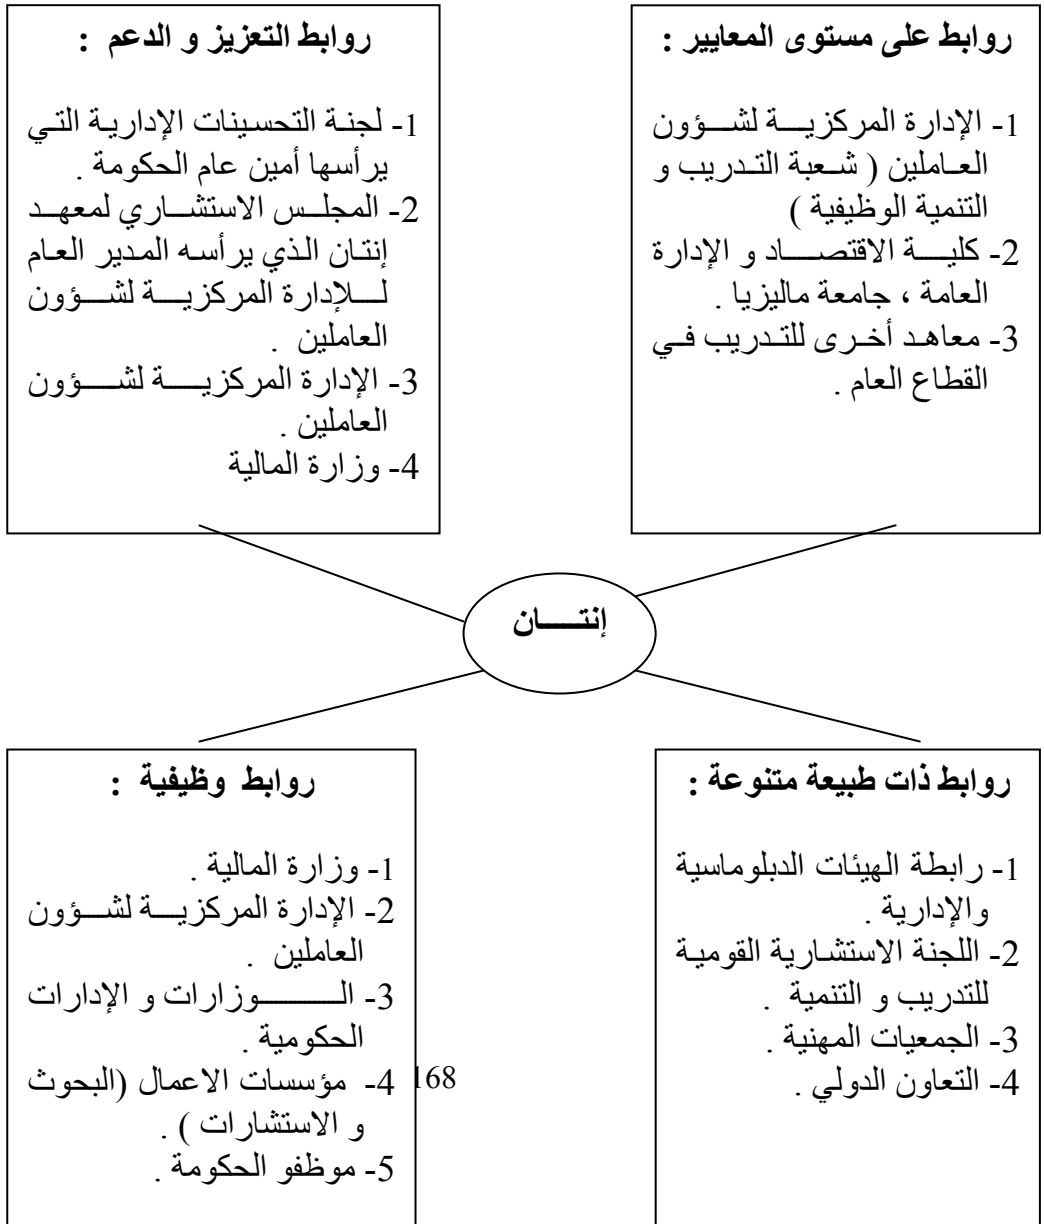 روابط على مستوى المعايير :
1- الإدارة المركزية لشؤون
العاملين ( شعبة التدريب و
التنمية الوظيفية )
2- كلية الاقتصاد و الإدارة
العامة ، جامعة ماليزيا .
3- معاهد أخرى للتدريب في
القطاع العام .
روابط التعزيز و الدعم :
1- لجنة التحسينات الإدارية التي
يرأسها أمين عام الحكومة .
2- المجلس الاستشاري لمعهد
إنتان الذي يرأسه المدير العام
للإدارة المركزية لشؤون
العاملين .
3- الإدارة المركزية لشؤون
العاملين .
4- وزارة المالية
إنتان
روابط ذات طبيعة متنوعة :
1- رابطة الهيئات الدبلوماسية
والإدارية .
2- اللجنة الاستشارية القومية
للتدريب و التنمية .
3- الجمعيات المهنية .
4- التعاون الدولي .
روابط وظيفية :
1- وزارة المالية .
2- الإدارة المركزية لشؤون
العاملين .
3- الوزارات و الإدارات
الحكومية .
4- مؤسسات الاعمال (البحوث
و الاستشارات ) .
5- موظفو الحكومة .
168